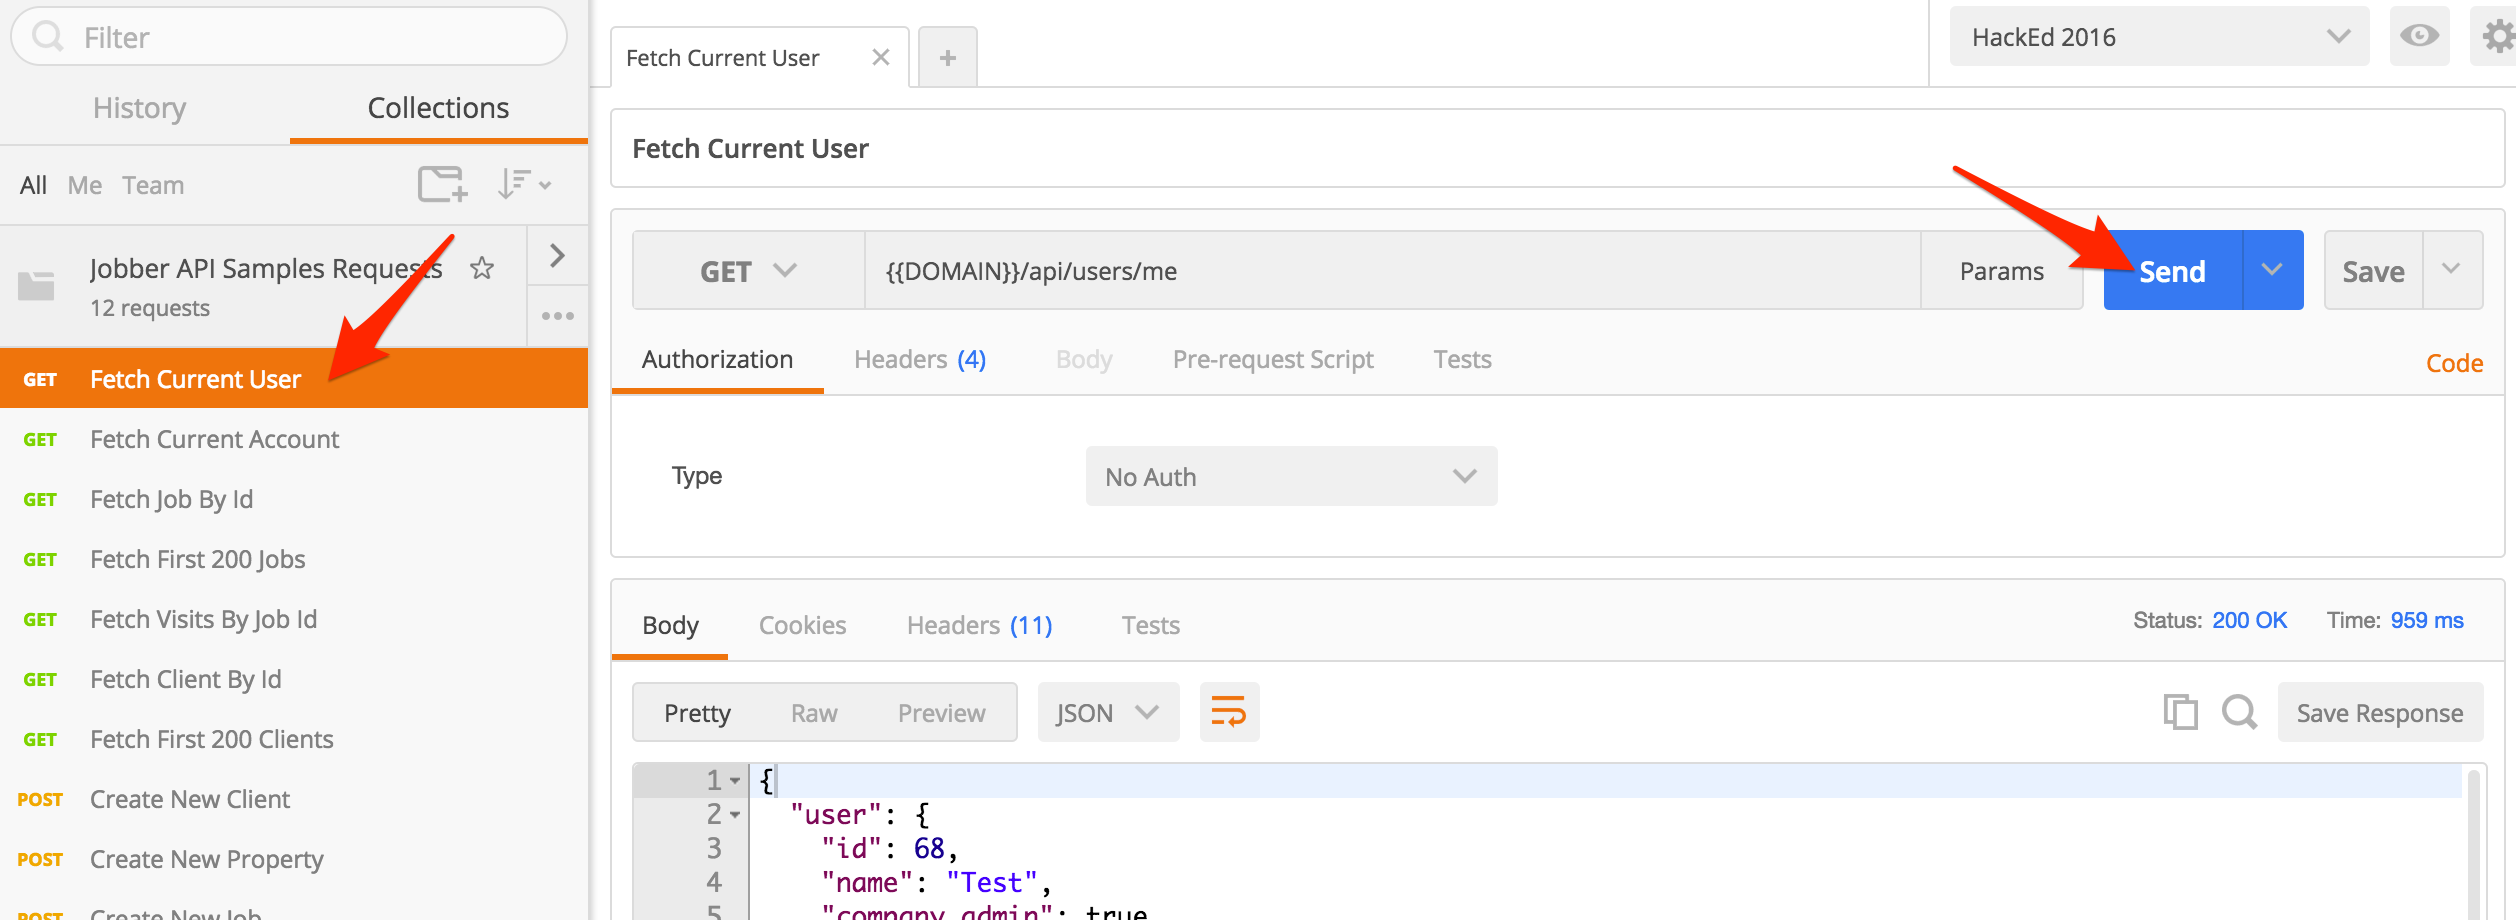 Filter
History Collections
All Me Team
Jobber API Samples Requests
12 requests
GET Fetch Current User
GET Fetch Current Account
GET Fetch Job By Id
GET Fetch First 200 Jobs
GET Fetch Visits By Job Id
GET Fetch Client By Id
GET Fetch First 200 Clients
POST Create New Client
POST Create New Property
POST Create New Job
Fetch Current User
HackEd 2016
Fetch Current User
GET {{DOMAIN}}/api/users/me Params Send Save
Authorization Headers (4) Body Pre-request Script Tests Code
Type No Auth
Body Cookies Headers (11) Tests Status: 200 OK Time: 959 ms
Pretty Raw Preview JSON Save Response
1 {
2 "user": {
3 "id": 68,
4 "name": "Test",
5 "company_admin": true